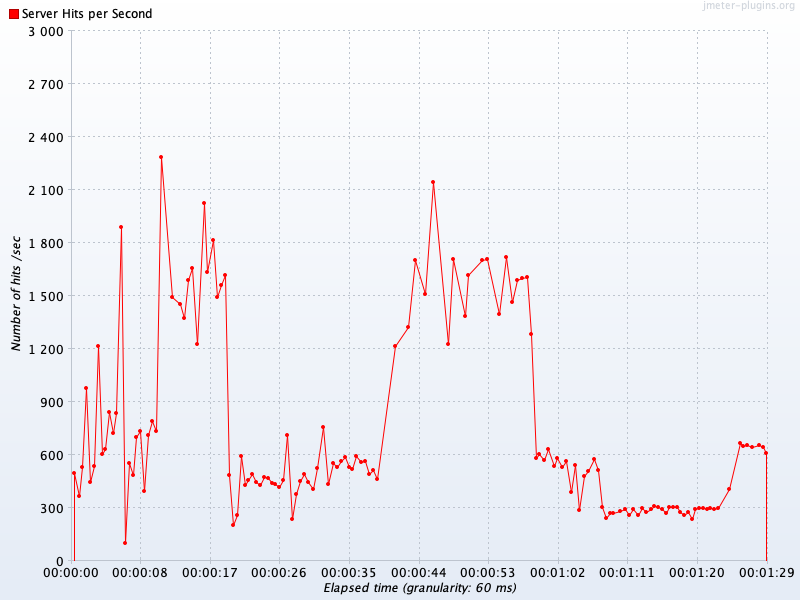 jmeter-plugins.org
Server Hits per Second
3 000
2 700
2 400
2 100
1 800
1 500
1 200
900
600
300
0
Number of hits /sec
00:00:00 00:00:08 00:00:17 00:00:26 00:00:35 00:00:44 00:00:53 00:01:02 00:01:11 00:01:20 00:01:29
Elapsed time (granularity: 60 ms)